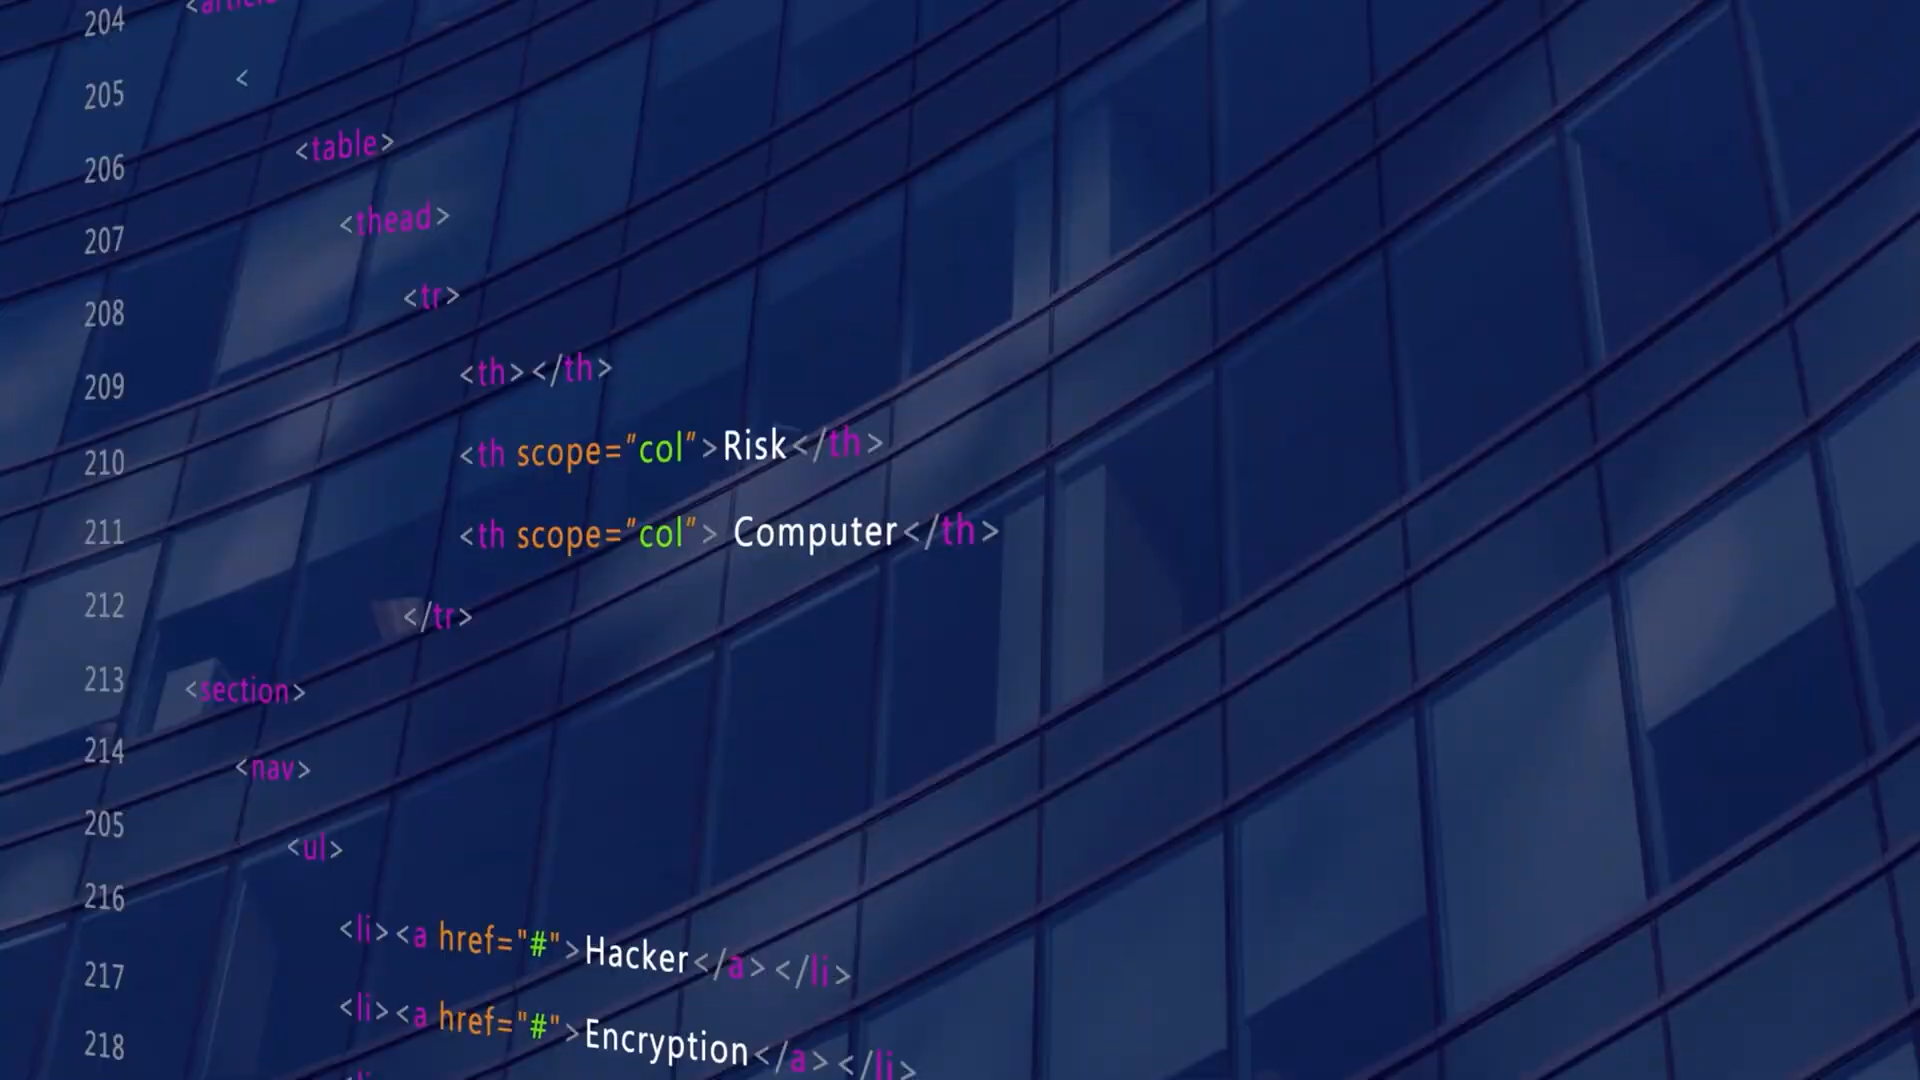 204 <article
205 <
206 <table>
207 <thead>
208 <tr>
209 <th></th>
210 <th scope="col">Risk</th>
211 <th scope="col"> Computer</th>
212 </tr>
213 <section>
214 <nav>
205 <ul>
216 <li><a href="#">Hacker</a></li>
217 <li><a href="#">Encryption</a></li>
218